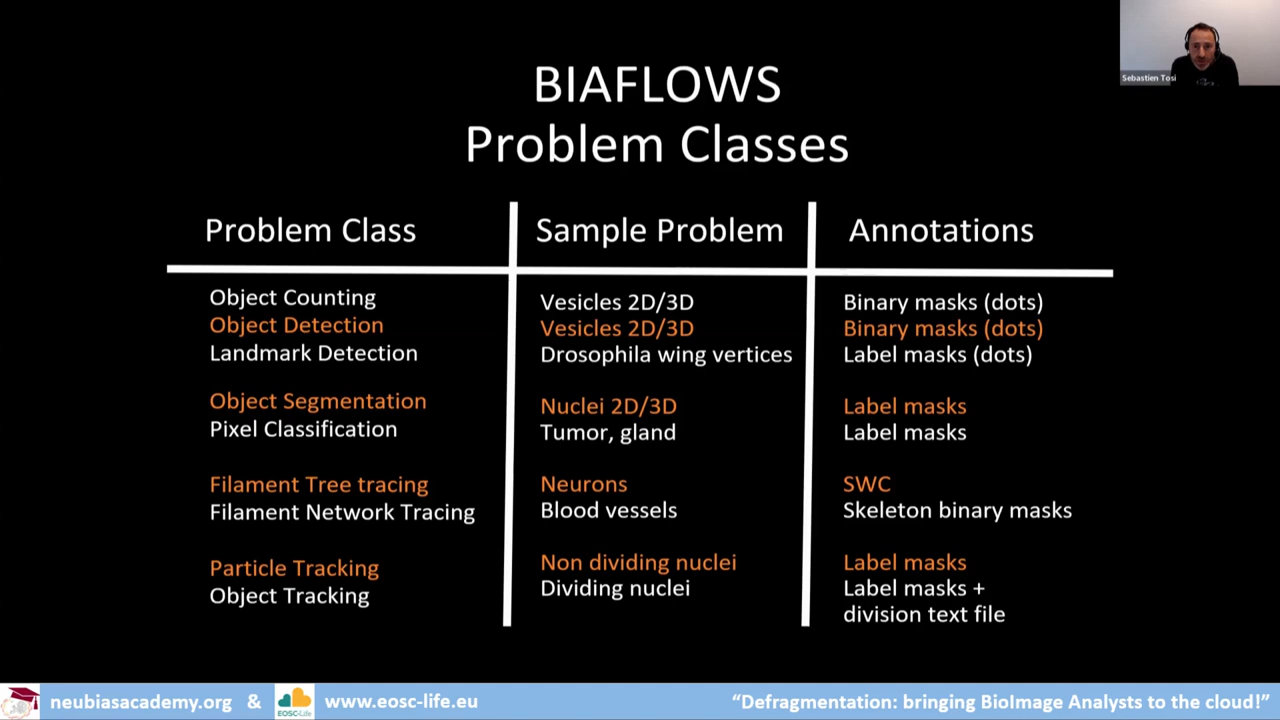 Sebastien Tosi
BIAFLOWS
Problem Classes
Problem Class
Sample Problem
Annotations
Object Counting
Vesicles 2D/3D
Binary masks (dots)
Object Detection
Vesicles 2D/3D
Binary masks (dots)
Landmark Detection
Drosophila wing vertices
Label masks (dots)
Object Segmentation
Nuclei 2D/3D
Label masks
Pixel Classification
Tumor, gland
Label masks
Filament Tree tracing
Neurons
SWC
Filament Network Tracing
Blood vessels
Skeleton binary masks
Particle Tracking
Non dividing nuclei
Label masks
Object Tracking
Dividing nuclei
Label masks +
division text file
neubiasacademy.org & EOSC-Life www.eosc-life.eu “Defragmentation: bringing BioImage Analysts to the cloud!”